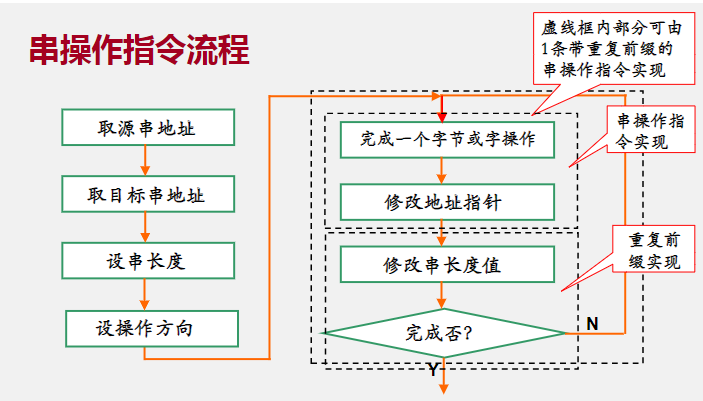 串操作指令流程
虚线框内部分可由
1条带重复前缀的
串操作指令实现
取源串地址
取目标串地址
设串长度
设操作方向
完成一个字节或字操作
修改地址指针
串操作指
令实现
修改串长度值
完成否?
重复前
缀实现
N
Y